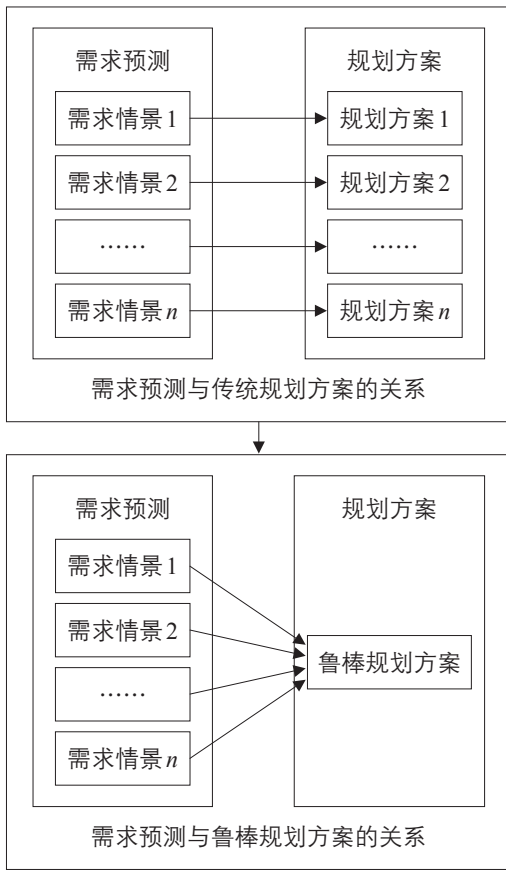 需求预测 规划方案
需求情景1 规划方案1
需求情景2 规划方案2
…… ……
需求情景n 规划方案n
需求预测与传统规划方案的关系
需求预测 规划方案
需求情景1
需求情景2
鲁棒规划方案
……
需求情景n
需求预测与鲁棒规划方案的关系